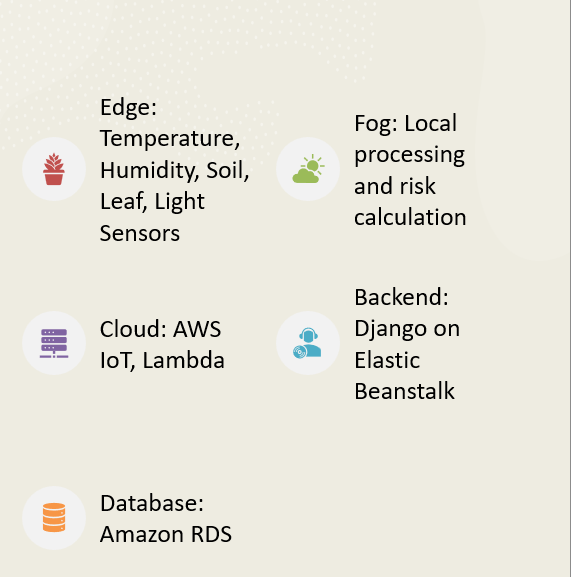 Edge:
Temperature,
Humidity, Soil,
Leaf, Light
Sensors
Fog: Local
processing
and risk
calculation
Cloud: AWS
IoT, Lambda
Backend:
Django on
Elastic
Beanstalk
Database:
Amazon RDS